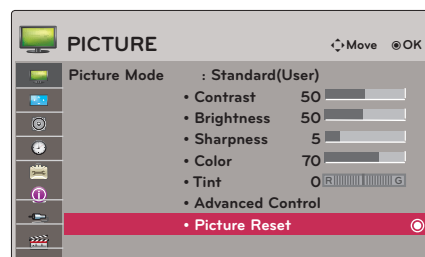 PICTURE Move OK
Picture Mode : Standard(User)
• Contrast 50
• Brightness 50
• Sharpness 5
• Color 70
• Tint 0 R G
• Advanced Control
• Picture Reset